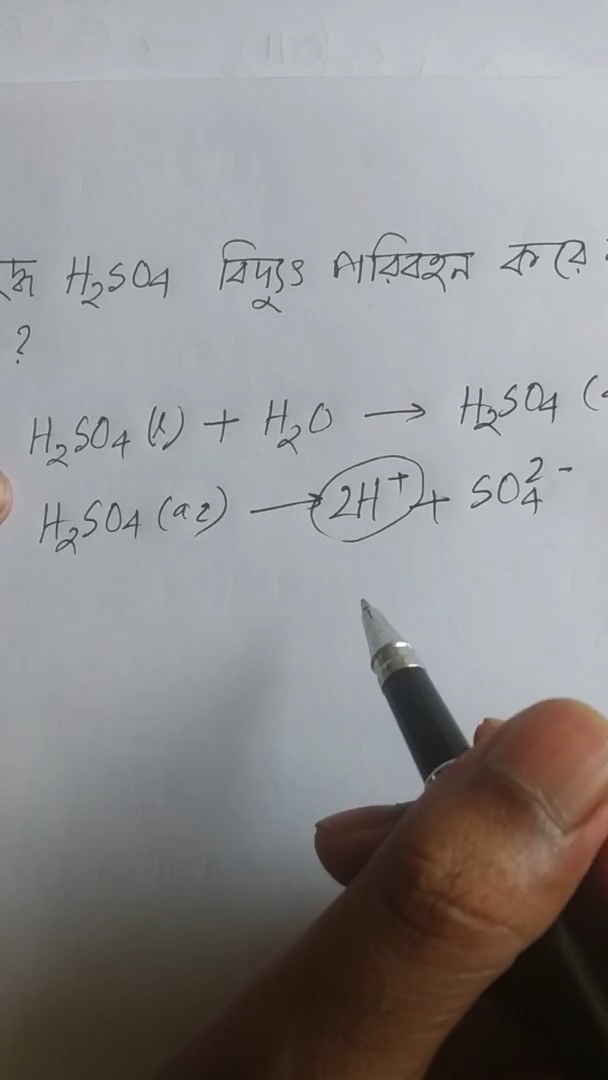 H₂SO₄ বিদ্যুৎ পরিবহন করে
?
H₂SO₄ (l) + H₂O → H₂SO₄ (
H₂SO₄ (aq) → 2H⁺ + SO₄²⁻